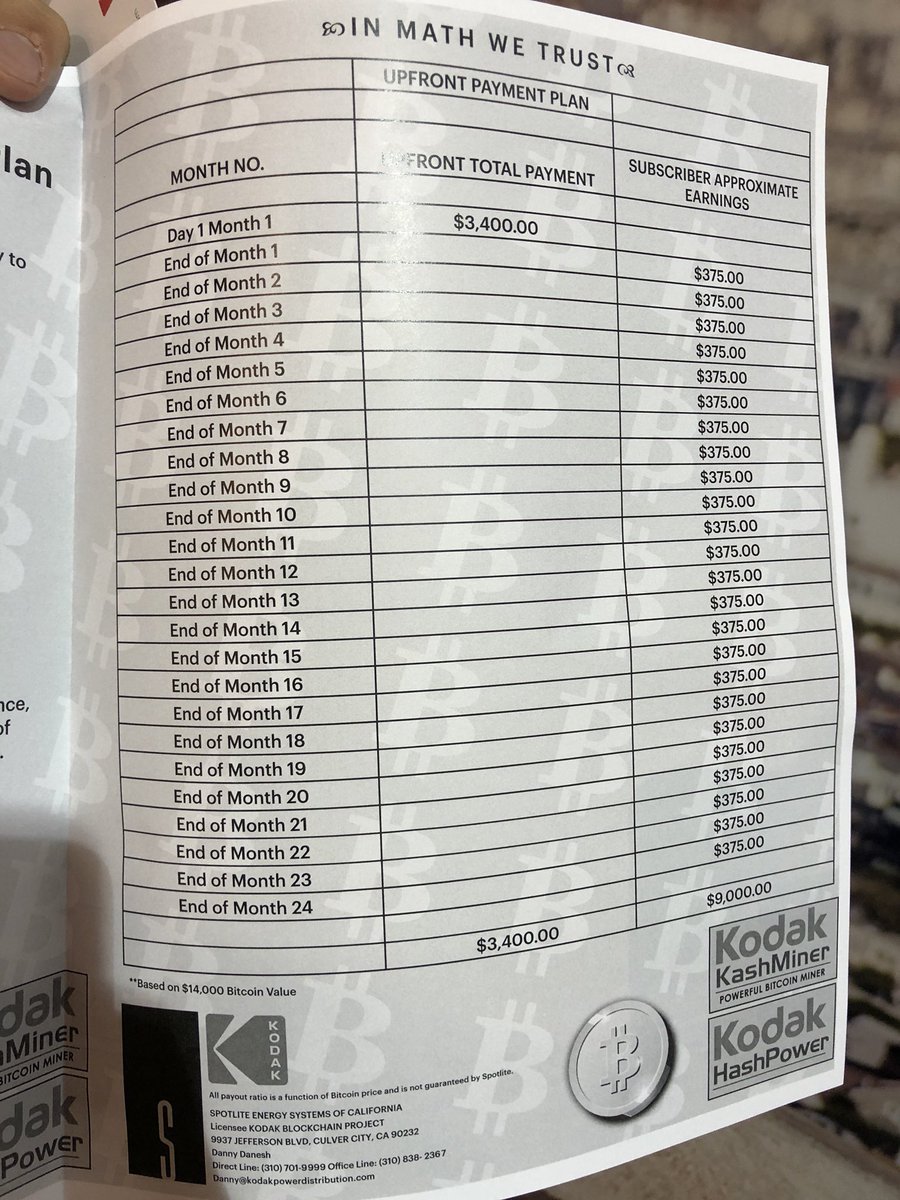 lan
y to
nce,
of
dak
Miner
BITCOIN MINER
dak
Power
IN MATH WE TRUST
UPFRONT PAYMENT PLAN
MONTH NO. UPFRONT TOTAL PAYMENT SUBSCRIBER APPROXIMATE EARNINGS
Day 1 Month 1 $3,400.00
End of Month 1 $375.00
End of Month 2 $375.00
End of Month 3 $375.00
End of Month 4 $375.00
End of Month 5 $375.00
End of Month 6 $375.00
End of Month 7 $375.00
End of Month 8 $375.00
End of Month 9 $375.00
End of Month 10 $375.00
End of Month 11 $375.00
End of Month 12 $375.00
End of Month 13 $375.00
End of Month 14 $375.00
End of Month 15 $375.00
End of Month 16 $375.00
End of Month 17 $375.00
End of Month 18 $375.00
End of Month 19 $375.00
End of Month 20 $375.00
End of Month 21 $375.00
End of Month 22 $375.00
End of Month 23 $375.00
End of Month 24 $375.00
$3,400.00 $9,000.00
**Based on $14,000 Bitcoin Value
KODAK
All payout ratio is a function of Bitcoin price and is not guaranteed by Spotlite.
SPOTLITE ENERGY SYSTEMS OF CALIFORNIA
Licensee KODAK BLOCKCHAIN PROJECT
9937 JEFFERSON BLVD, CULVER CITY, CA 90232
Danny Danesh
Direct Line: (310) 701-9999 Office Line: (310) 838- 2367
Danny@kodakpowerdistribution.com
Kodak
KashMiner
POWERFUL BITCOIN MINER
Kodak
HashPower